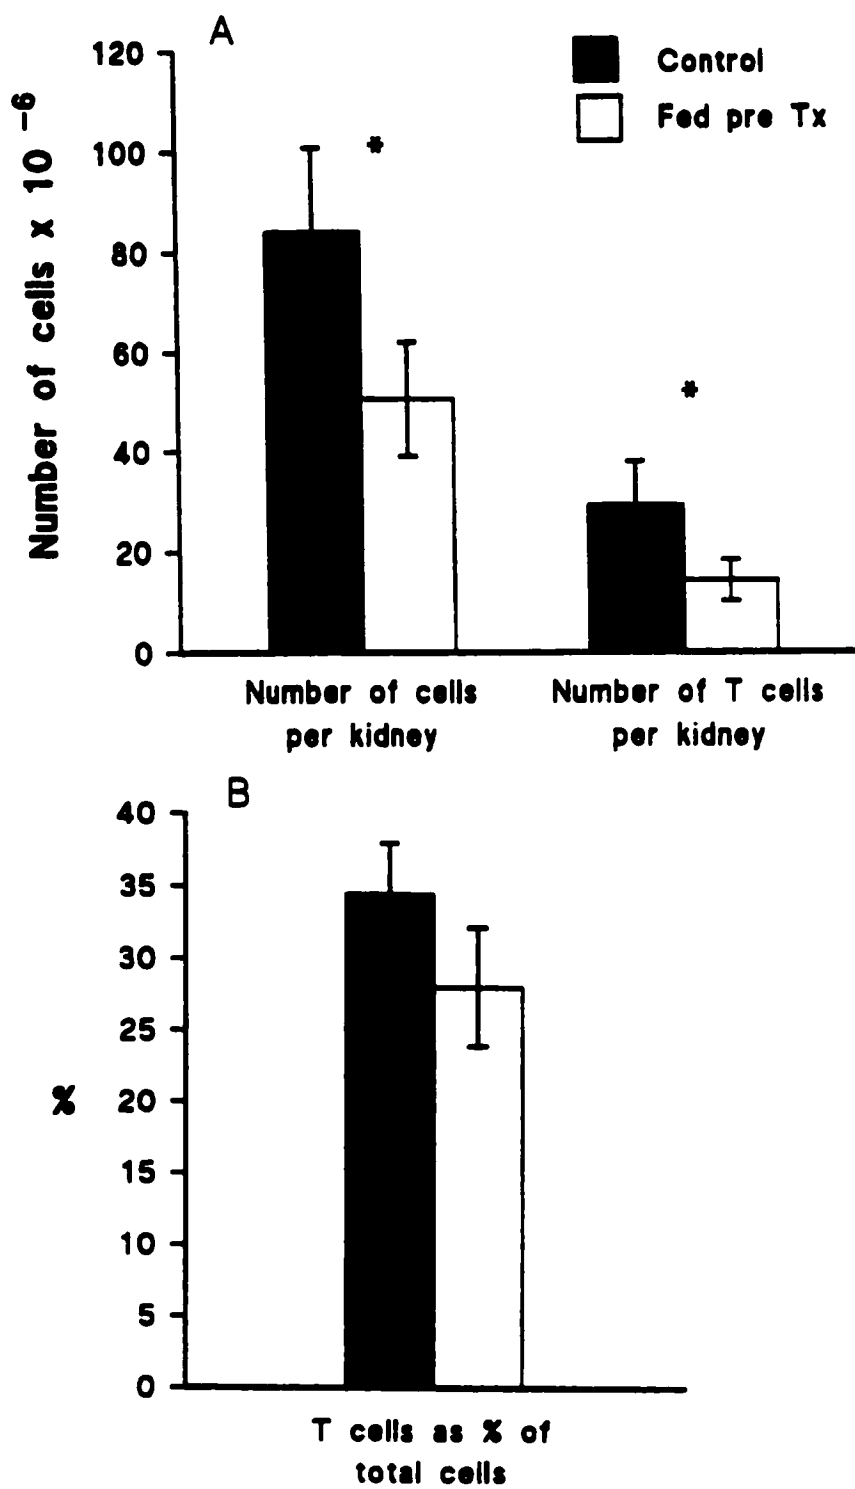 A
Control
Fed pre Tx
Number of cells x 10 -6
120
100
80
60
40
20
0
*
*
Number of cells
per kidney
Number of T cells
per kidney
B
%
40
35
30
25
20
15
10
5
0
T cells as % of
total cells